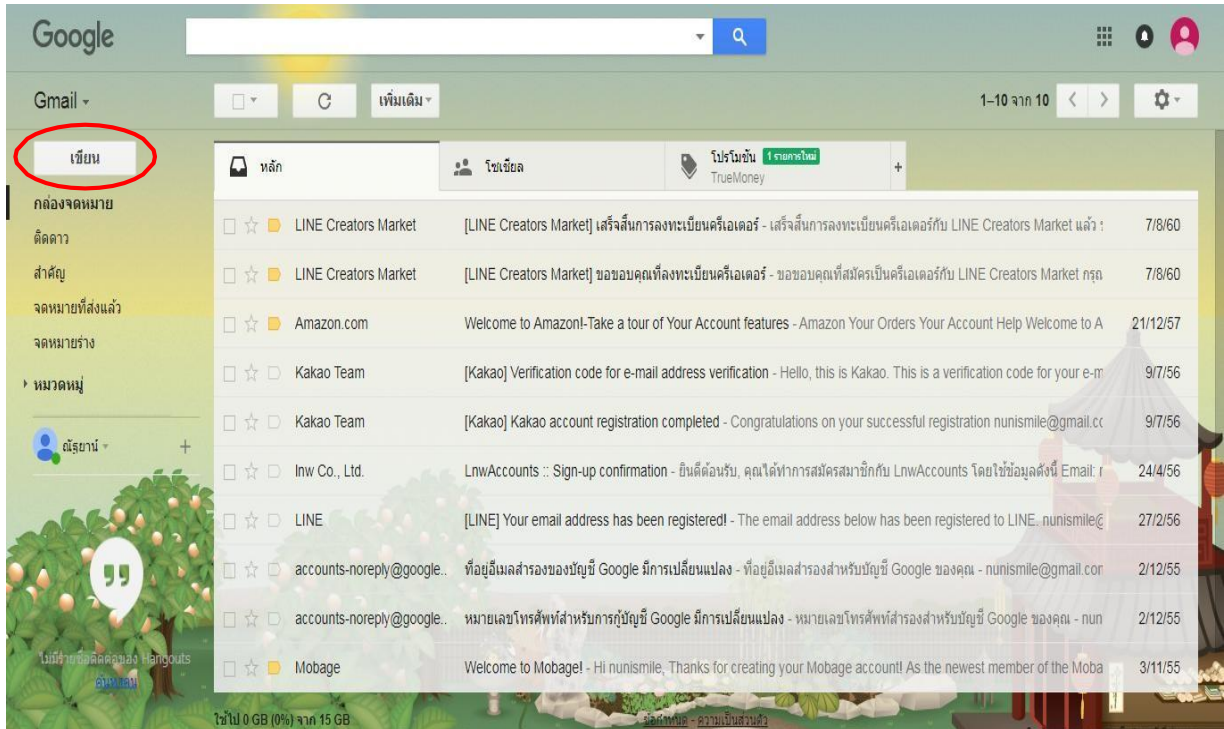 Google
Gmail
เพิ่มเติม
1–10 จาก 10
เขียน
กล่องจดหมาย
ติดดาว
สำคัญ
จดหมายที่ส่งแล้ว
จดหมายร่าง
หมวดหมู่
ณัฐยาน์
ไม่มีรายชื่อติดต่อของ Hangouts
ค้นหาคน
หลัก
โซเชียล
โปรโมชัน 1 รายการใหม่
TrueMoney
LINE Creators Market [LINE Creators Market] เสร็จสิ้นการลงทะเบียนครีเอเตอร์ - เสร็จสิ้นการลงทะเบียนครีเอเตอร์กับ LINE Creators Market แล้ว 7/8/60
LINE Creators Market [LINE Creators Market] ขอขอบคุณที่ลงทะเบียนครีเอเตอร์ - ขอขอบคุณที่สมัครเป็นครีเอเตอร์กับ LINE Creators Market กรุณ 7/8/60
Amazon.com Welcome to Amazon!-Take a tour of Your Account features - Amazon Your Orders Your Account Help Welcome to A 21/12/57
Kakao Team [Kakao] Verification code for e-mail address verification - Hello, this is Kakao. This is a verification code for your e-m 9/7/56
Kakao Team [Kakao] Kakao account registration completed - Congratulations on your successful registration nunismile@gmail.cc 9/7/56
lnw Co., Ltd. LnwAccounts :: Sign-up confirmation - ยินดีต้อนรับ, คุณได้ทำการสมัครสมาชิกกับ LnwAccounts โดยใช้ข้อมูลดังนี้ Email: 24/4/56
LINE [LINE] Your email address has been registered! - The email address below has been registered to LINE. nunismile@ 27/2/56
accounts-noreply@google.. ที่อยู่อีเมลสำรองของบัญชี Google มีการเปลี่ยนแปลง - ที่อยู่อีเมลสำรองสำหรับบัญชี Google ของคุณ - nunismile@gmail.con 2/12/55
accounts-noreply@google.. หมายเลขโทรศัพท์สำหรับการกู้บัญชี Google มีการเปลี่ยนแปลง - หมายเลขโทรศัพท์สำรองสำหรับบัญชี Google ของคุณ - nun 2/12/55
Mobage Welcome to Mobage! - Hi nunismile, Thanks for creating your Mobage account! As the newest member of the Moba 3/11/55
ใช้ไป 0 GB (0%) จาก 15 GB
ข้อกำหนด - ความเป็นส่วนตัว